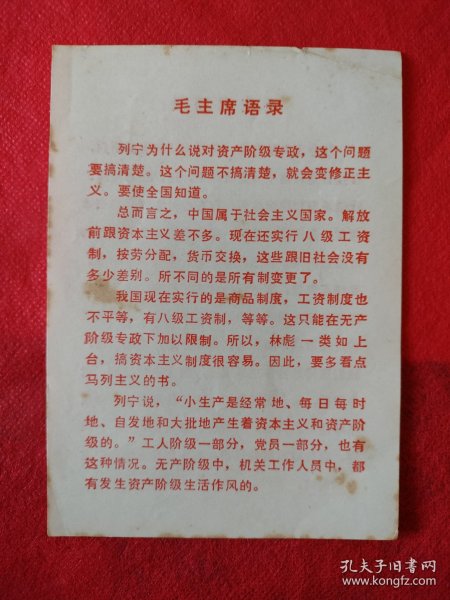 毛主席语录
列宁为什么说对资产阶级专政，这个问题
要搞清楚。这个问题不搞清楚，就会变修正主
义。要使全国知道。
总而言之，中国属于社会主义国家。解放
前跟资本主义差不多。现在还实行八级工资
制，按劳分配，货币交换，这些跟旧社会没有
多少差别。所不同的是所有制变更了。
我国现在实行的是商品制度，工资制度也
不平等，有八级工资制，等等。这只能在无产
阶级专政下加以限制。所以，林彪一类如上
台，搞资本主义制度很容易。因此，要多看点
马列主义的书。
列宁说，“小生产是经常地、每日每时
地、自发地和大批地产生着资本主义和资产阶
级的。”工人阶级一部分，党员一部分，也有
这种情况。无产阶级中，机关工作人员中，都
有发生资产阶级生活作风的。
孔夫子旧书网
www.kongfz.com